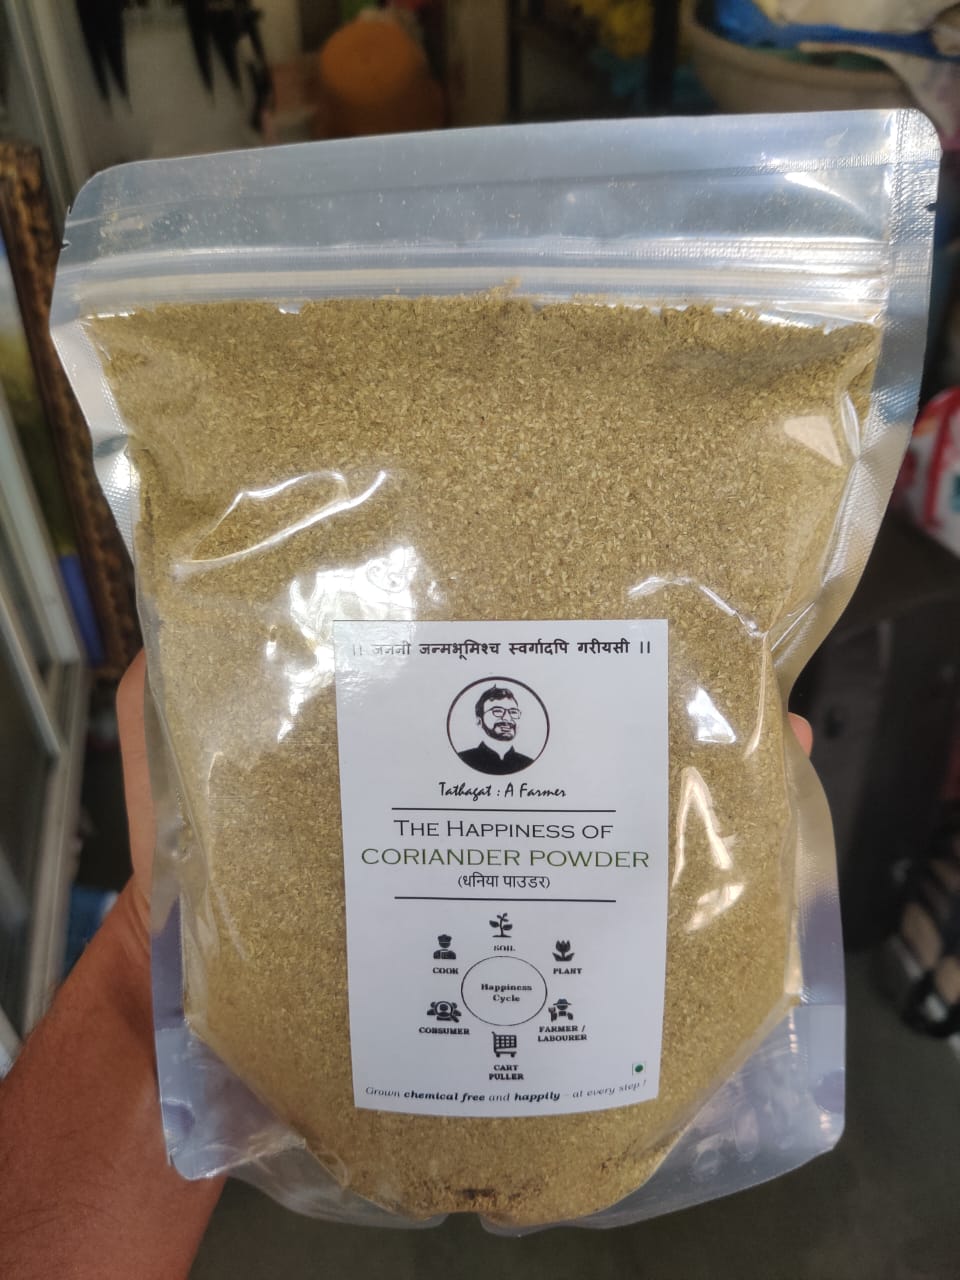 ।। जननी जन्मभूमिश्च स्वर्गादपि गरीयसी ।।
Tathagat : A Farmer
THE HAPPINESS OF
CORIANDER POWDER
(धनिया पाउडर)
SOIL
COOK
PLANT
Happiness
Cycle
CONSUMER
FARMER /
LABOURER
CART
PULLER
Grown chemical free and happily - at every step !